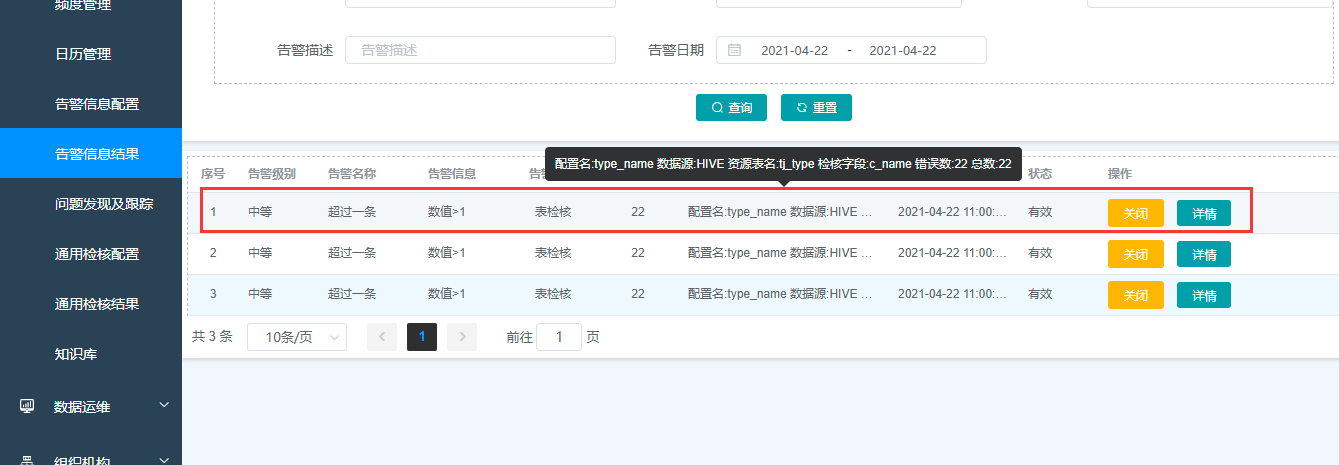 频度管理
日历管理
告警信息配置
告警信息结果
问题发现及跟踪
通用检核配置
通用检核结果
知识库
数据运维
组织机构
告警描述 告警描述 告警日期 2021-04-22 - 2021-04-22
查询 重置
配置名:type_name 数据源:HIVE 资源表名:tj_type 检核字段:c_name 错误数:22 总数:22
序号 告警级别 告警名称 告警信息 状态 操作
1 中等 超过一条 数值>1 表检核 22 配置名:type_name 数据源:HIVE ... 2021-04-22 11:00:... 有效 关闭 详情
2 中等 超过一条 数值>1 表检核 22 配置名:type_name 数据源:HIVE ... 2021-04-22 11:00:... 有效 关闭 详情
3 中等 超过一条 数值>1 表检核 22 配置名:type_name 数据源:HIVE ... 2021-04-22 11:00:... 有效 关闭 详情
共 3 条 10条/页 1 前往 1 页